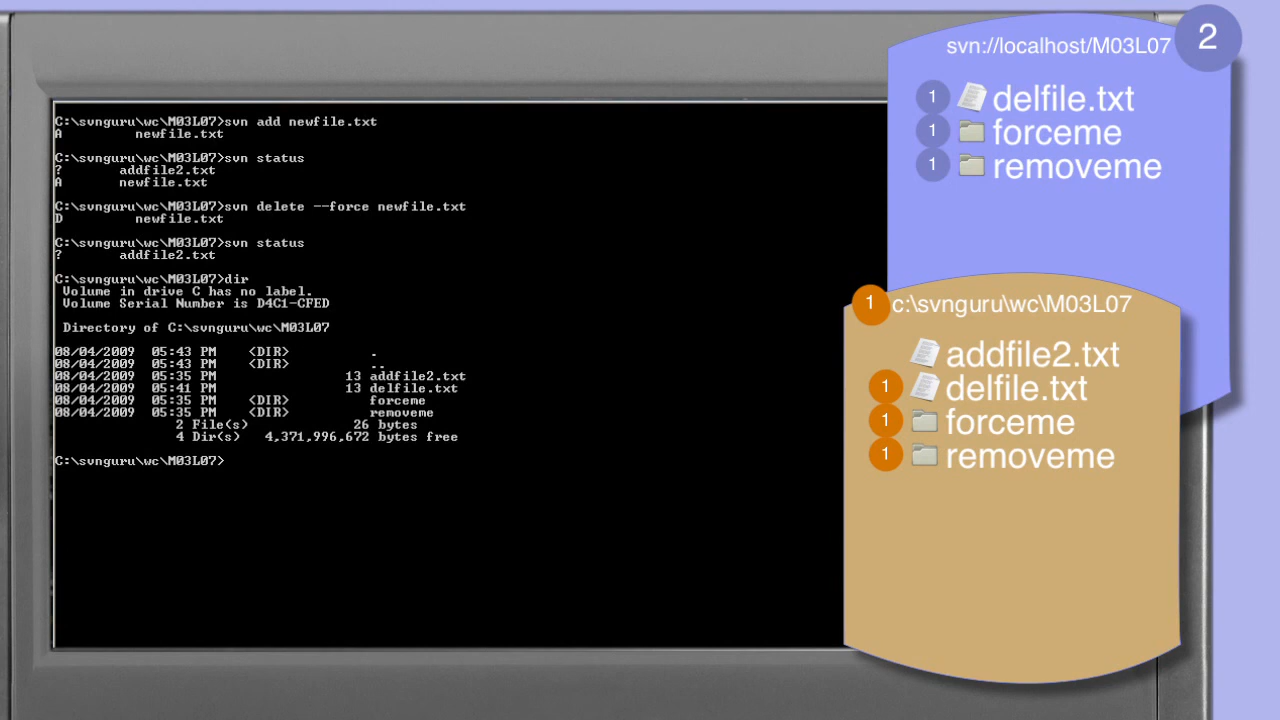 C:\svnguru\wc\M03L07>svn add newfile.txt
A         newfile.txt
C:\svnguru\wc\M03L07>svn status
?       addfile2.txt
A       newfile.txt
C:\svnguru\wc\M03L07>svn delete --force newfile.txt
D         newfile.txt
C:\svnguru\wc\M03L07>svn status
?       addfile2.txt
C:\svnguru\wc\M03L07>dir
 Volume in drive C has no label.
 Volume Serial Number is D4C1-CFED
 Directory of C:\svnguru\wc\M03L07
08/04/2009  05:43 PM    <DIR>          .
08/04/2009  05:43 PM    <DIR>          ..
08/04/2009  05:35 PM                13 addfile2.txt
08/04/2009  05:41 PM                13 delfile.txt
08/04/2009  05:35 PM    <DIR>          forceme
08/04/2009  05:35 PM    <DIR>          removeme
               2 File(s)             26 bytes
               4 Dir(s)   4,371,996,672 bytes free
C:\svnguru\wc\M03L07>
svn://localhost/M03L07 2
1 delfile.txt
1 forceme
1 removeme
1 c:\svnguru\wc\M03L07
addfile2.txt
1 delfile.txt
1 forceme
1 removeme